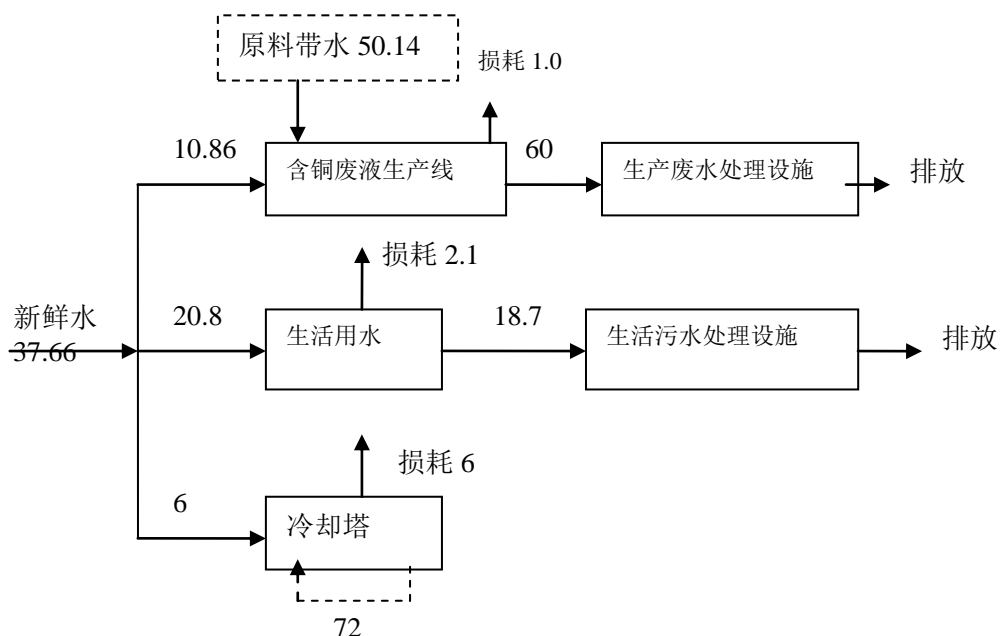 原料带水 50.14
损耗 1.0
10.86
含铜废液生产线
60
生产废水处理设施
排放
损耗 2.1
新鲜水
37.66
20.8
生活用水
18.7
生活污水处理设施
排放
损耗 6
6
冷却塔
72